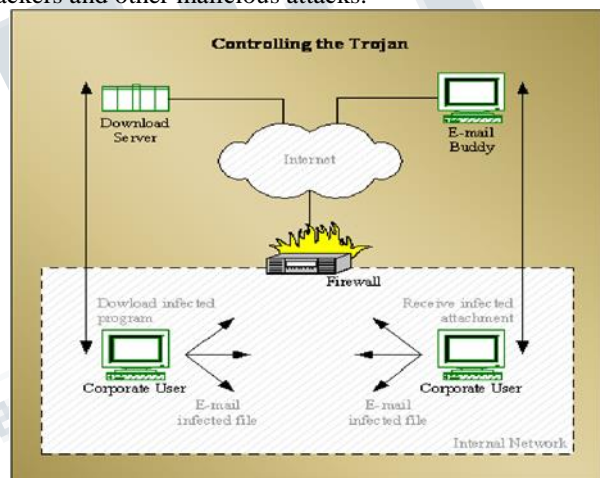 ackers and other malicious attacks.
Controlling the Trojan
Download
Server
E-mail
Buddy
Internet
Firewall
Dowload infected
program
Receive infected
attachment
Corporate User
Corporate User
E-mail
infected file
E-mail
infected file
Internal Network